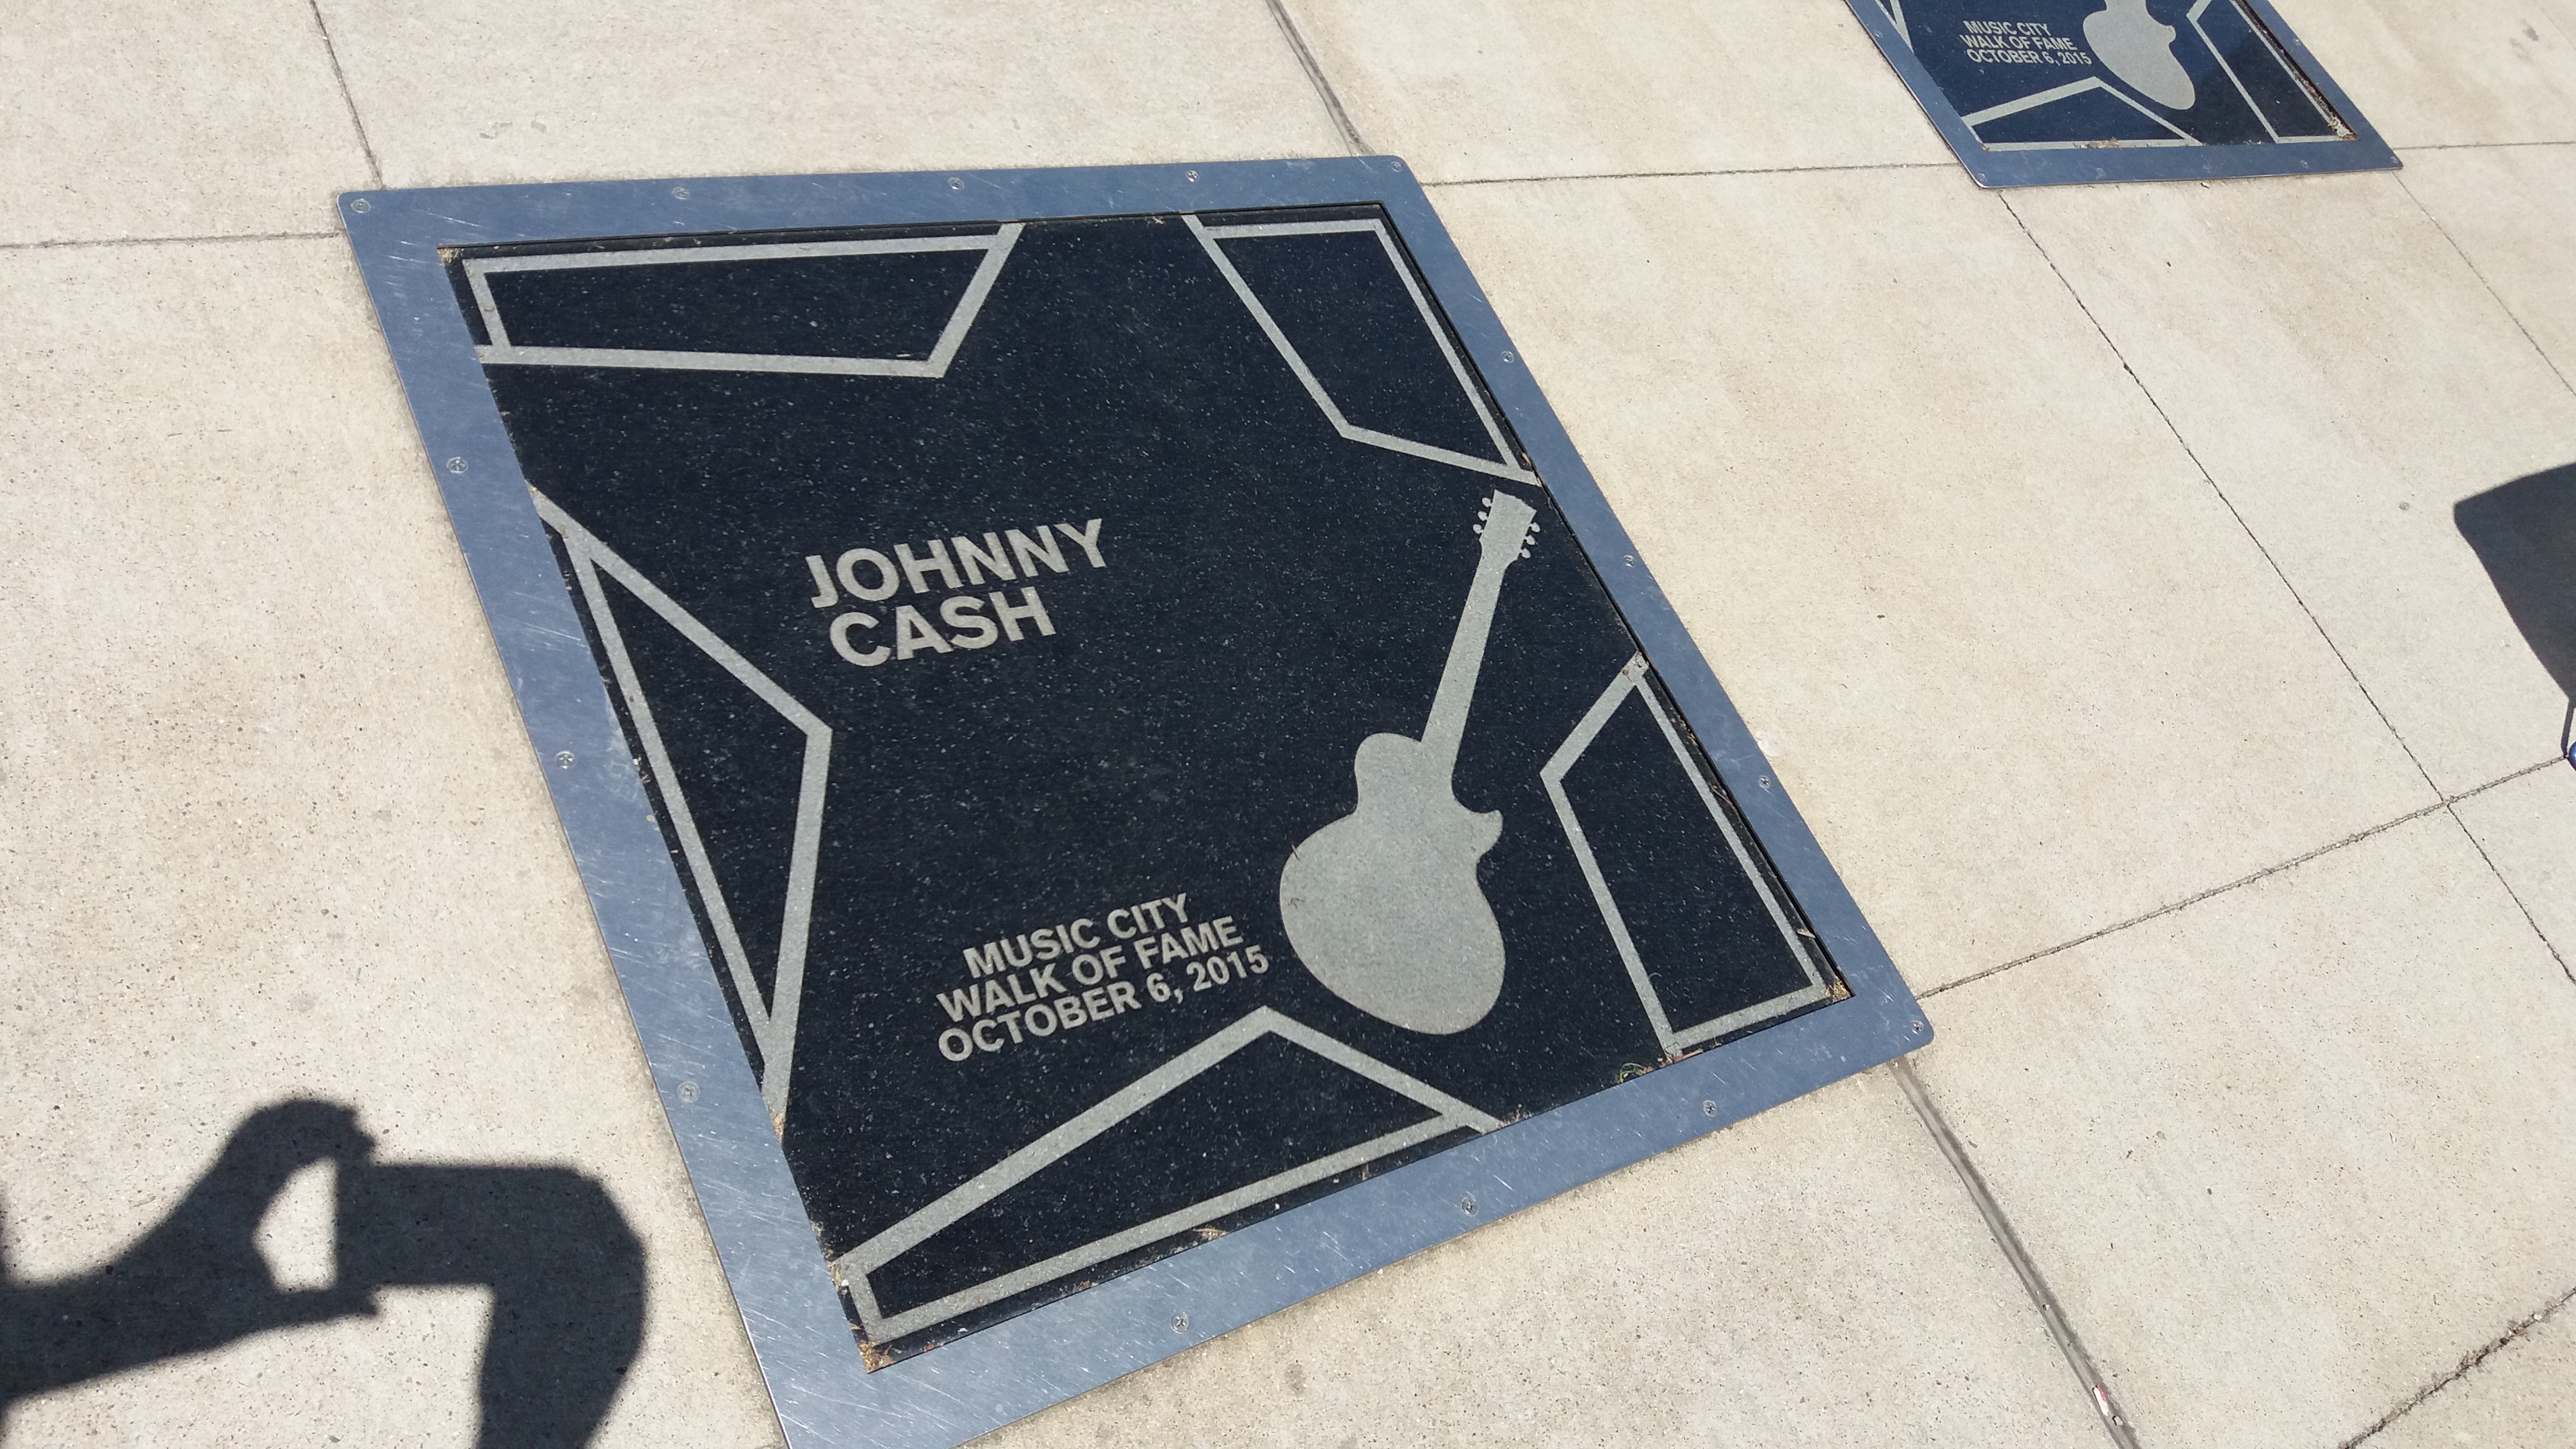 JOHNNY
CASH
MUSIC CITY
WALK OF FAME
OCTOBER 6, 2015
MUSIC CITY
WALK OF FAME
OCTOBER 6, 2015